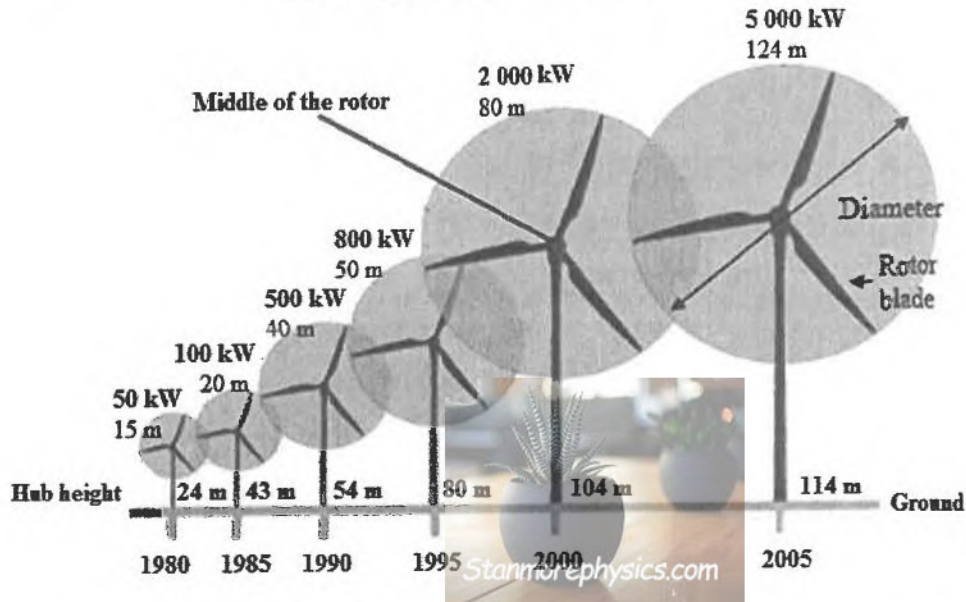 5 000 kW
124 m
2 000 kW
80 m
Middle of the rotor
Diameter
Rotor
blade
800 kW
50 m
500 kW
40 m
100 kW
20 m
50 kW
15 m
Hub height
24 m
43 m
54 m
80 m
104 m
114 m
Ground
1980
1985
1990
1995
2000
2005
Stanmorephysics.com